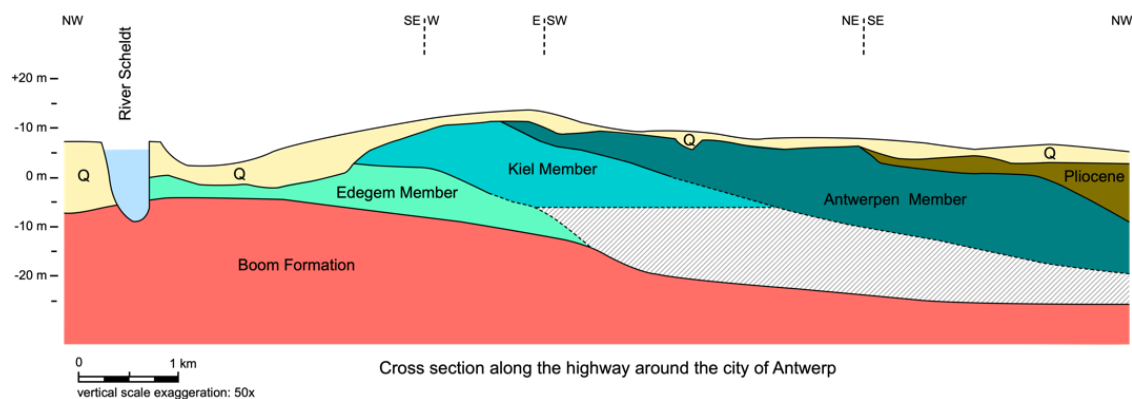 NW
SE W
E SW
NE SE
NW
River Scheldt
+20 m
-10 m
0 m
-10 m
-20 m
Q
Q
Q
Q
Kiel Member
Edegem Member
Antwerpen Member
Pliocene
Boom Formation
0 1 km
vertical scale exaggeration: 50x
Cross section along the highway around the city of Antwerp